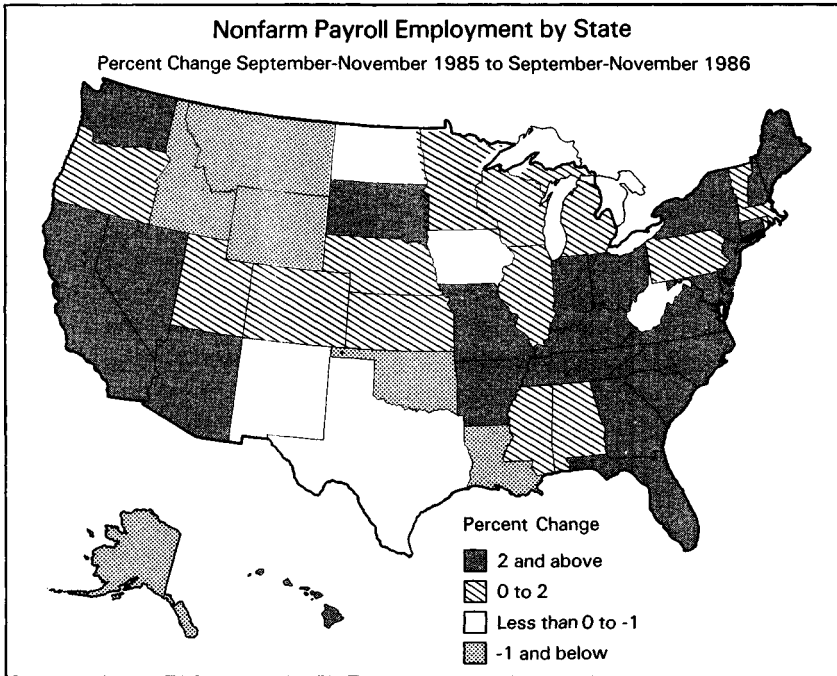 Nonfarm Payroll Employment by State
Percent Change September-November 1985 to September-November 1986
Percent Change
2 and above
0 to 2
Less than 0 to -1
-1 and below